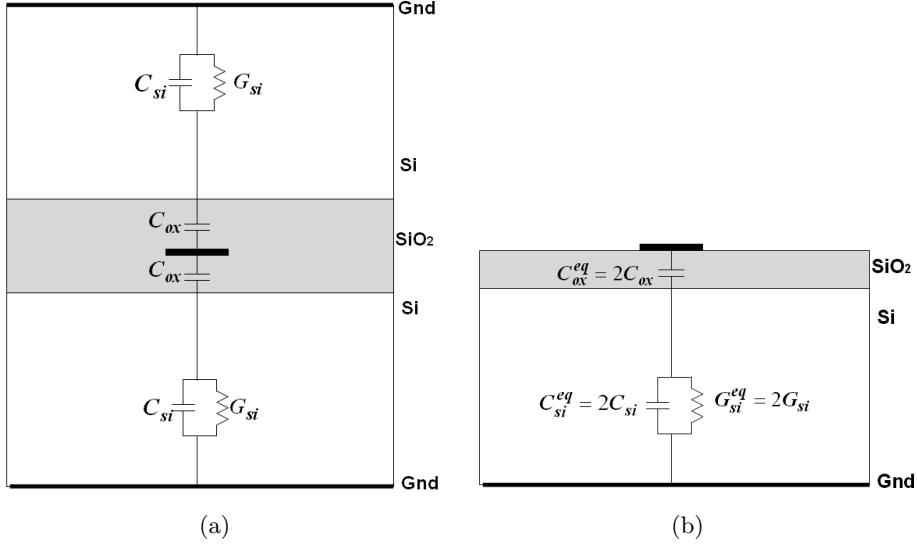 Gnd
C_si G_si
Si
C_ox
SiO₂
C_ox
Si
C_si G_si
Gnd
(a)
C_ox^eq = 2C_ox
SiO₂
Si
C_si^eq = 2C_si G_si^eq = 2G_si
Gnd
(b)